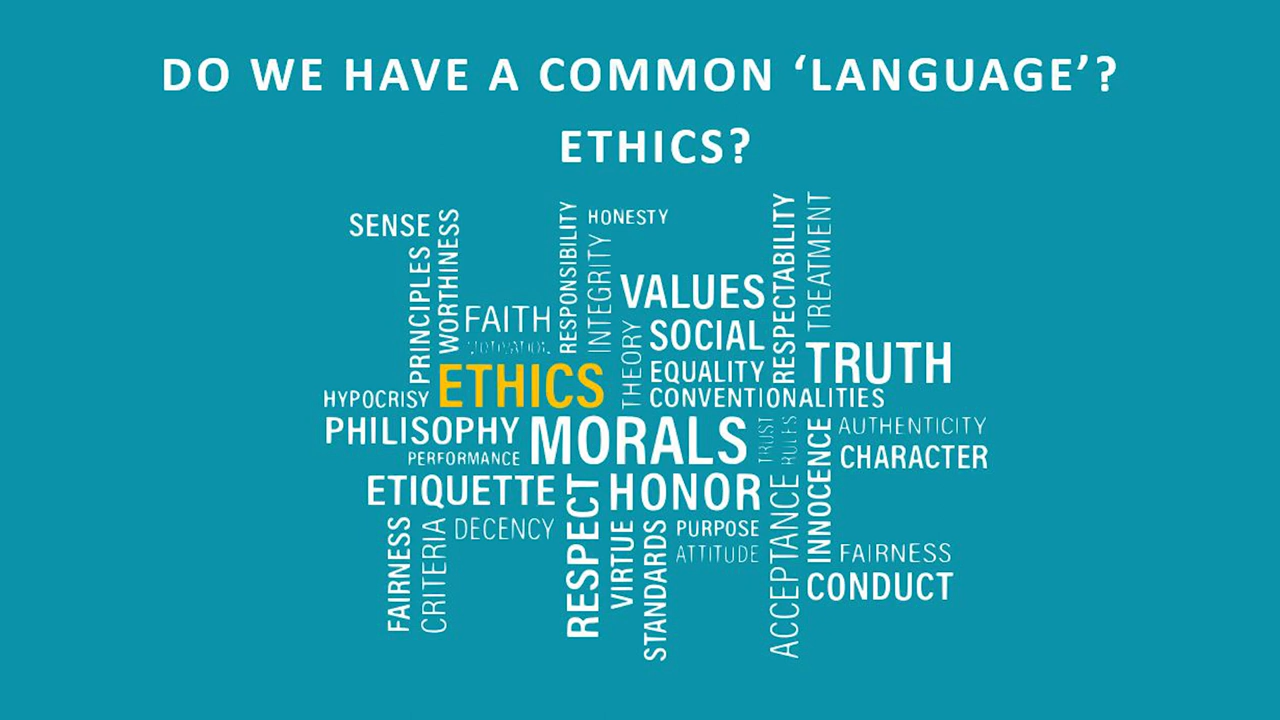 DO WE HAVE A COMMON ‘LANGUAGE’?
ETHICS?
SENSE
PRINCIPLES
WORTHINESS
FAITH
MOTIVATION
RESPONSIBILITY
HONESTY
INTEGRITY
VALUES
SOCIAL
THEORY
EQUALITY
CONVENTIONALITIES
RESPECTABILITY
TREATMENT
TRUTH
HYPOCRISY
ETHICS
PHILISOPHY
PERFORMANCE
MORALS
TRUST
RULES
INNOCENCE
AUTHENTICITY
CHARACTER
ETIQUETTE
RESPECT
HONOR
FAIRNESS
CRITERIA
DECENCY
VIRTUE
STANDARDS
PURPOSE
ATTITUDE
ACCEPTANCE
FAIRNESS
CONDUCT